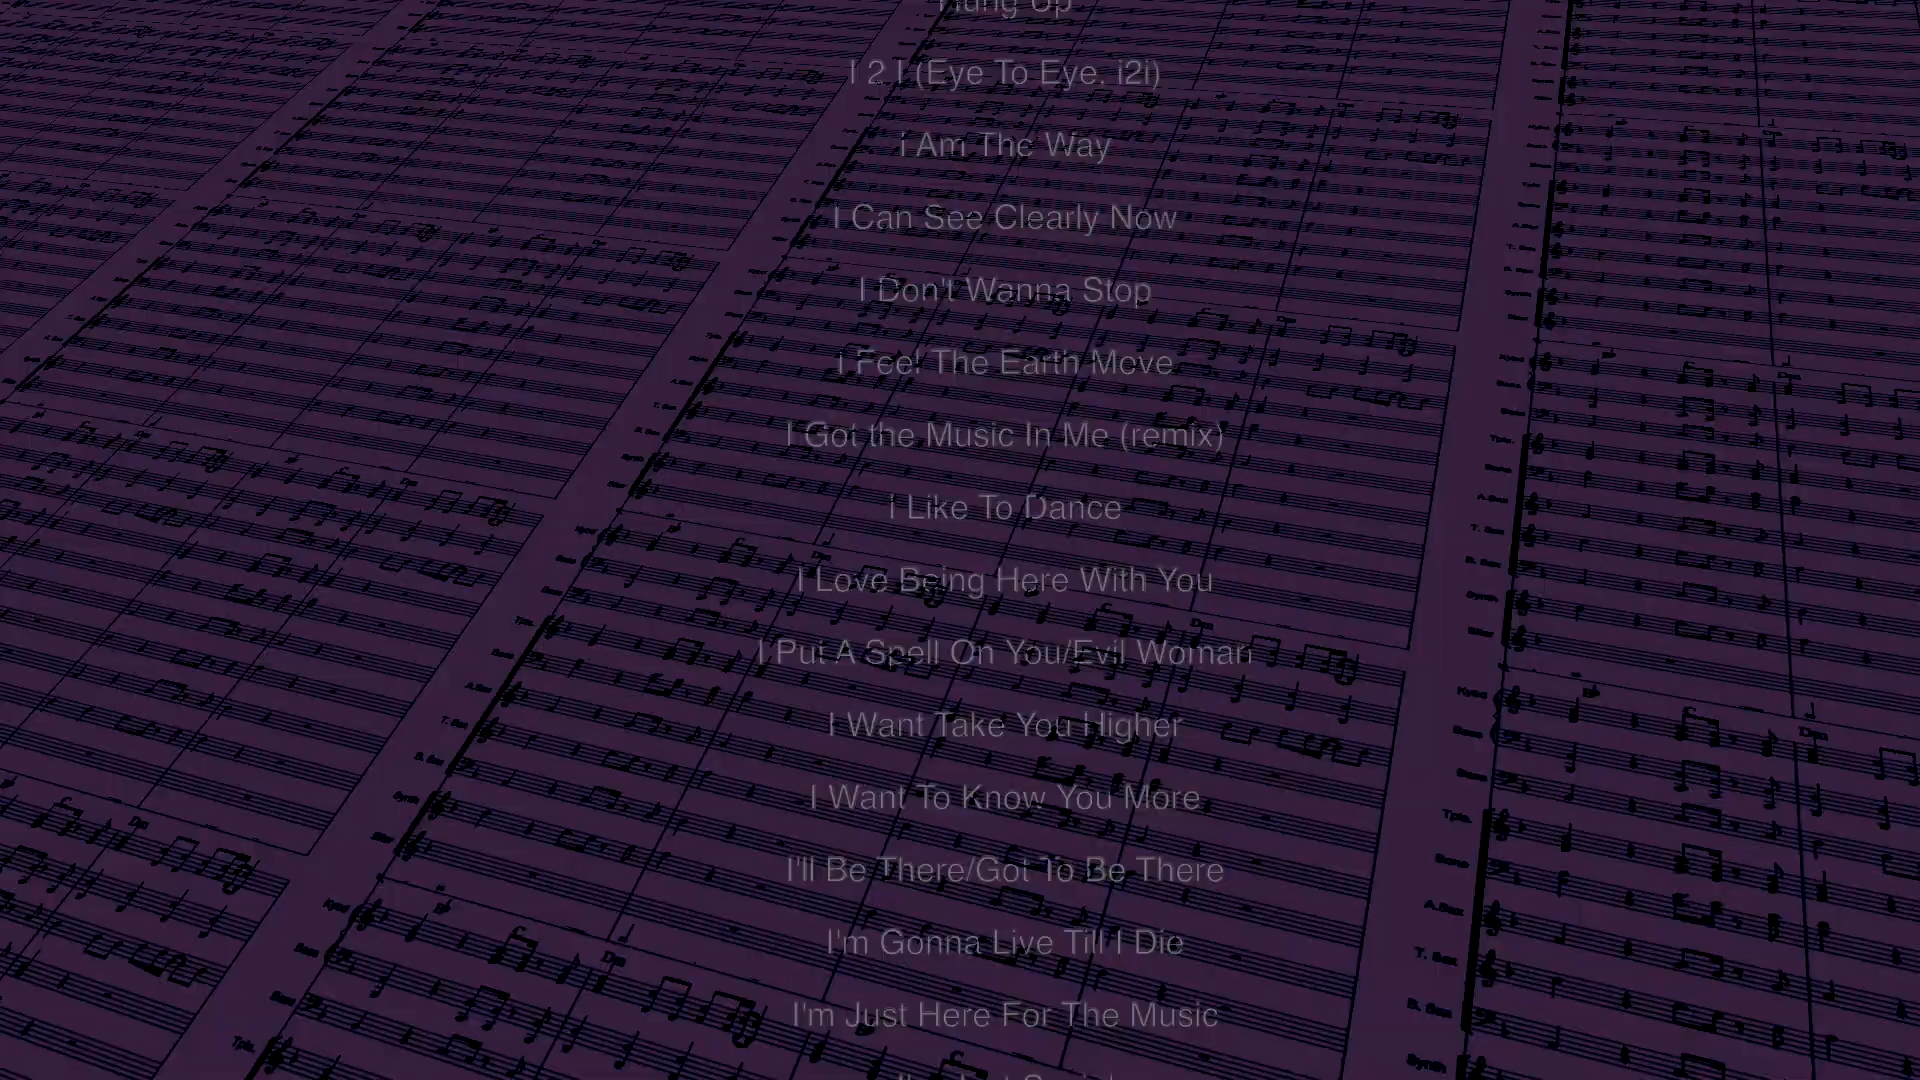 Hung Up
I 2 I (Eye To Eye. i2i)
i Am The Way
I Can See Clearly Now
I Don't Wanna Stop
i Feel The Earth Move
I Got the Music In Me (remix)
i Like To Dance
I Love Being Here With You
I Put A Spell On You/Evil Woman
I Want Take You Higher
I Want To Know You More
I'll Be There/Got To Be There
I'm Gonna Live Till I Die
I'm Just Here For The Music